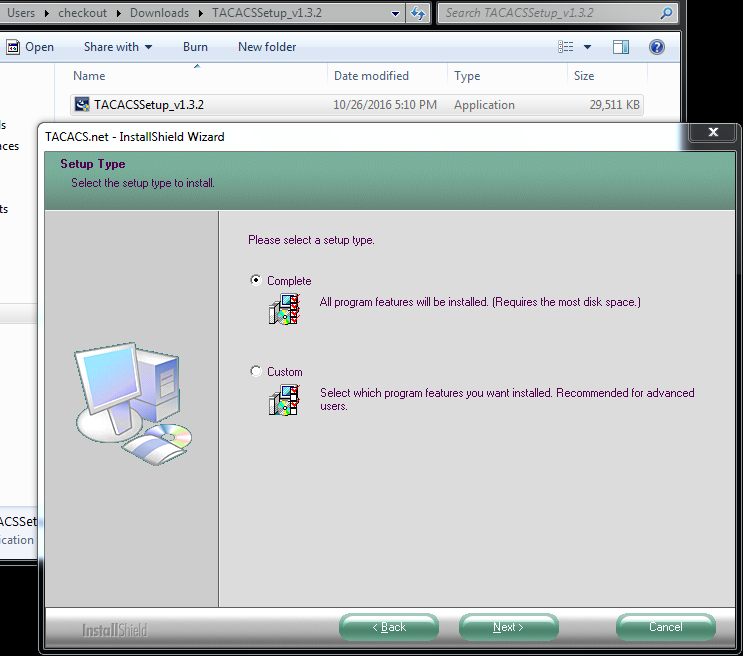 Users ▸ checkout ▸ Downloads ▸ TACACSSetup_v1.3.2
Search TACACSSetup_v1.3.2
Open Share with Burn New folder
Name Date modified Type Size
TACACSSetup_v1.3.2 10/26/2016 5:10 PM Application 29,511 KB
ls
ces
ts
ACSSet
ication
TACACS.net - InstallShield Wizard
Setup Type
Select the setup type to install.
Please select a setup type.
Complete
All program features will be installed. (Requires the most disk space.)
Custom
Select which program features you want installed. Recommended for advanced
users.
InstallShield
< Back Next > Cancel